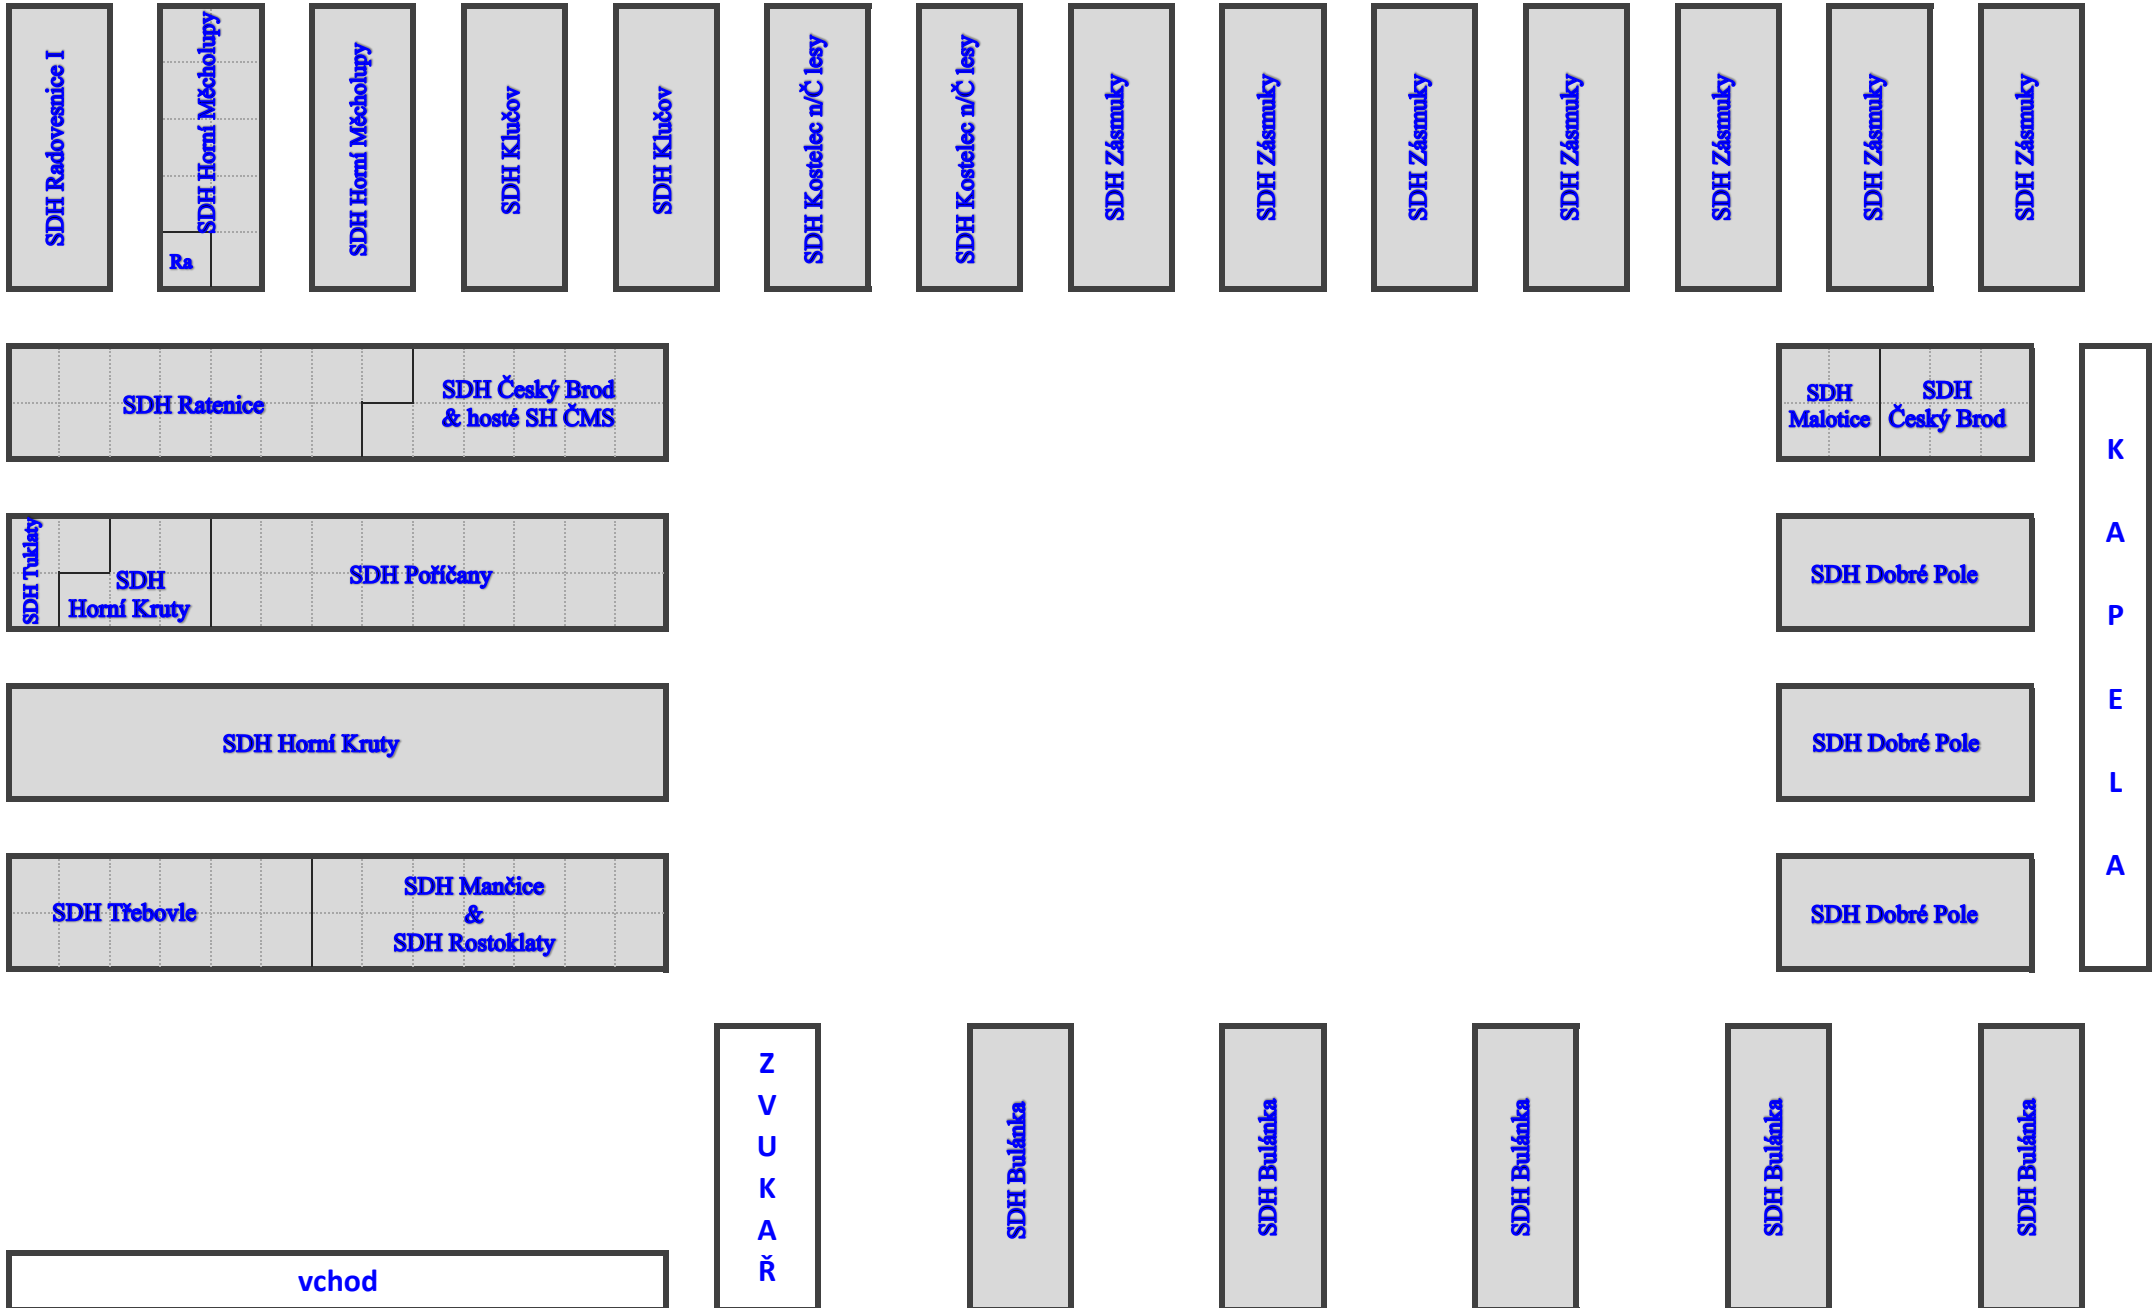 SDH Radovesnice I
SDH Horní Měcholupy
Ra
SDH Horní Měcholupy
SDH Klučov
SDH Klučov
SDH Kostelec n/Č lesy
SDH Kostelec n/Č lesy
SDH Zásmuky
SDH Zásmuky
SDH Zásmuky
SDH Zásmuky
SDH Zásmuky
SDH Zásmuky
SDH Zásmuky
SDH Ratenice
SDH Český Brod
& hosté SH ČMS
SDH
Malotice
SDH
Český Brod
KAPELA
SDH Tuklaty
SDH
Horní Kruty
SDH Poříčany
SDH Dobré Pole
SDH Horní Kruty
SDH Dobré Pole
SDH Třebovle
SDH Mančice
&
SDH Rostoklaty
SDH Dobré Pole
ZVUKAŘ
SDH Bulánka
SDH Bulánka
SDH Bulánka
SDH Bulánka
SDH Bulánka
vchod